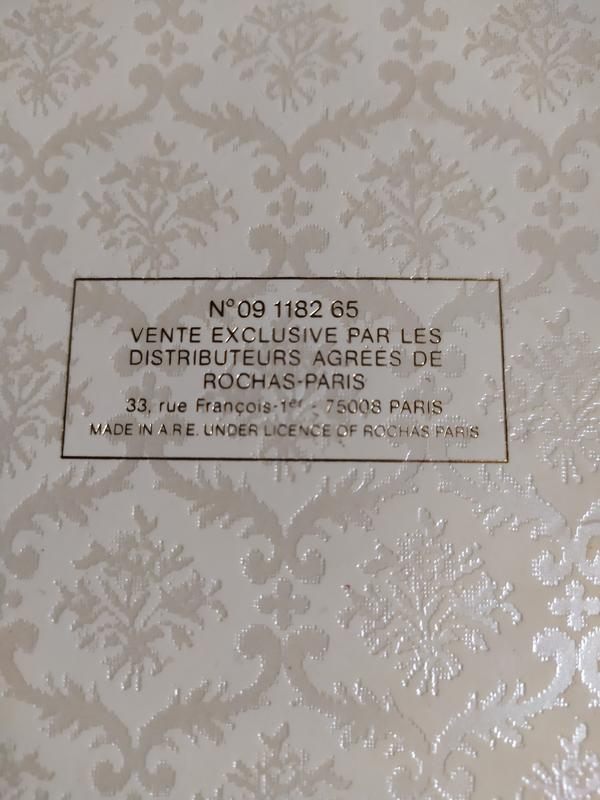 N° 09 1182 65
VENTE EXCLUSIVE PAR LES
DISTRIBUTEURS AGRÉES DE
ROCHAS-PARIS
33, rue François-1er - 75008 PARIS
MADE IN A.R.E. UNDER LICENCE OF ROCHAS PARIS